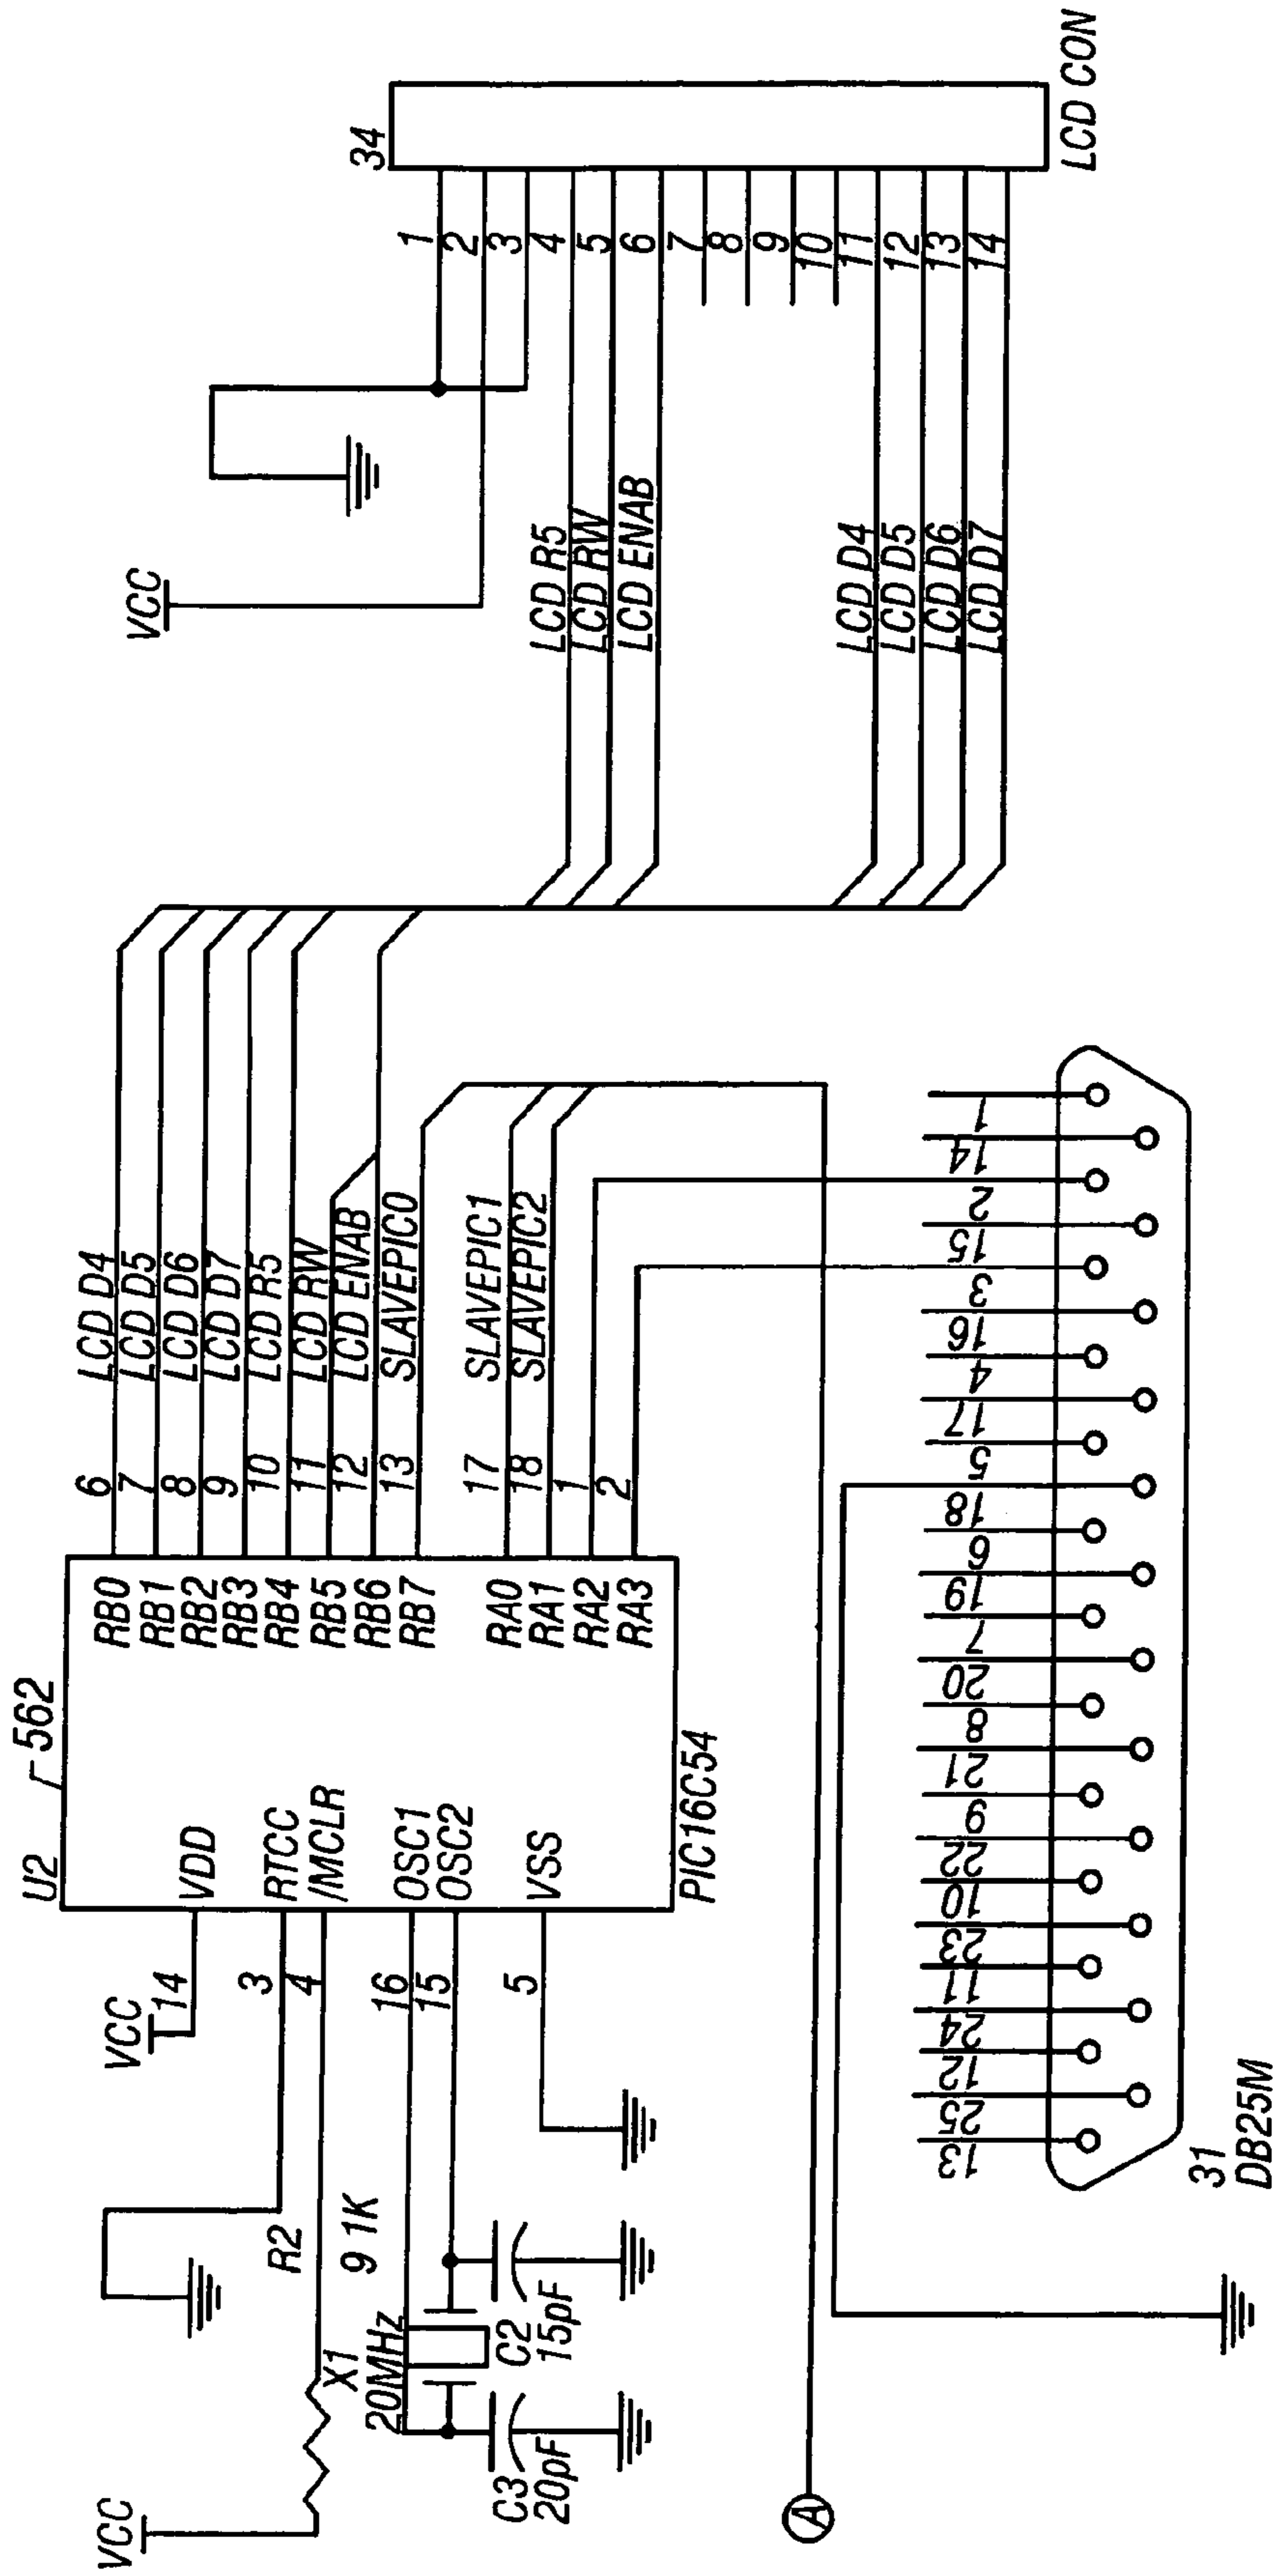 U2
562
VCC
14
VDD
3
RTCC
4
/MCLR
16
OSC1
15
OSC2
5
VSS
PIC16C54
R2
9 1K
VCC
X1
20MHz
C2
15pF
C3
20pF
RB0
RB1
RB2
RB3
RB4
RB5
RB6
RB7
RA0
RA1
RA2
RA3
6
7
8
9
10
11
12
13
17
18
1
2
LCD D4
LCD D5
LCD D6
LCD D7
LCD R5
LCD RW
LCD ENAB
SLAVEPIC0
SLAVEPIC1
SLAVEPIC2
VCC
LCD R5
LCD RW
LCD ENAB
LCD D4
LCD D5
LCD D6
LCD D7
34
1
2
3
4
5
6
7
8
9
10
11
12
13
14
LCD CON
A
13
25
12
24
11
23
10
22
9
21
8
20
7
19
6
18
5
17
4
16
3
15
2
14
1
31
DB25M